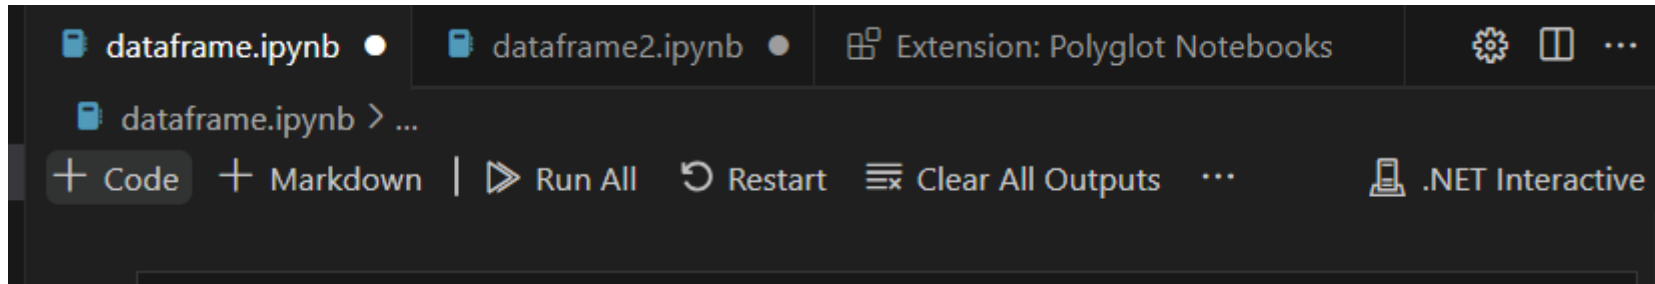 dataframe.ipynb ● dataframe2.ipynb ● Extension: Polyglot Notebooks ...
dataframe.ipynb > ...
+ Code + Markdown | Run All Restart Clear All Outputs ... .NET Interactive